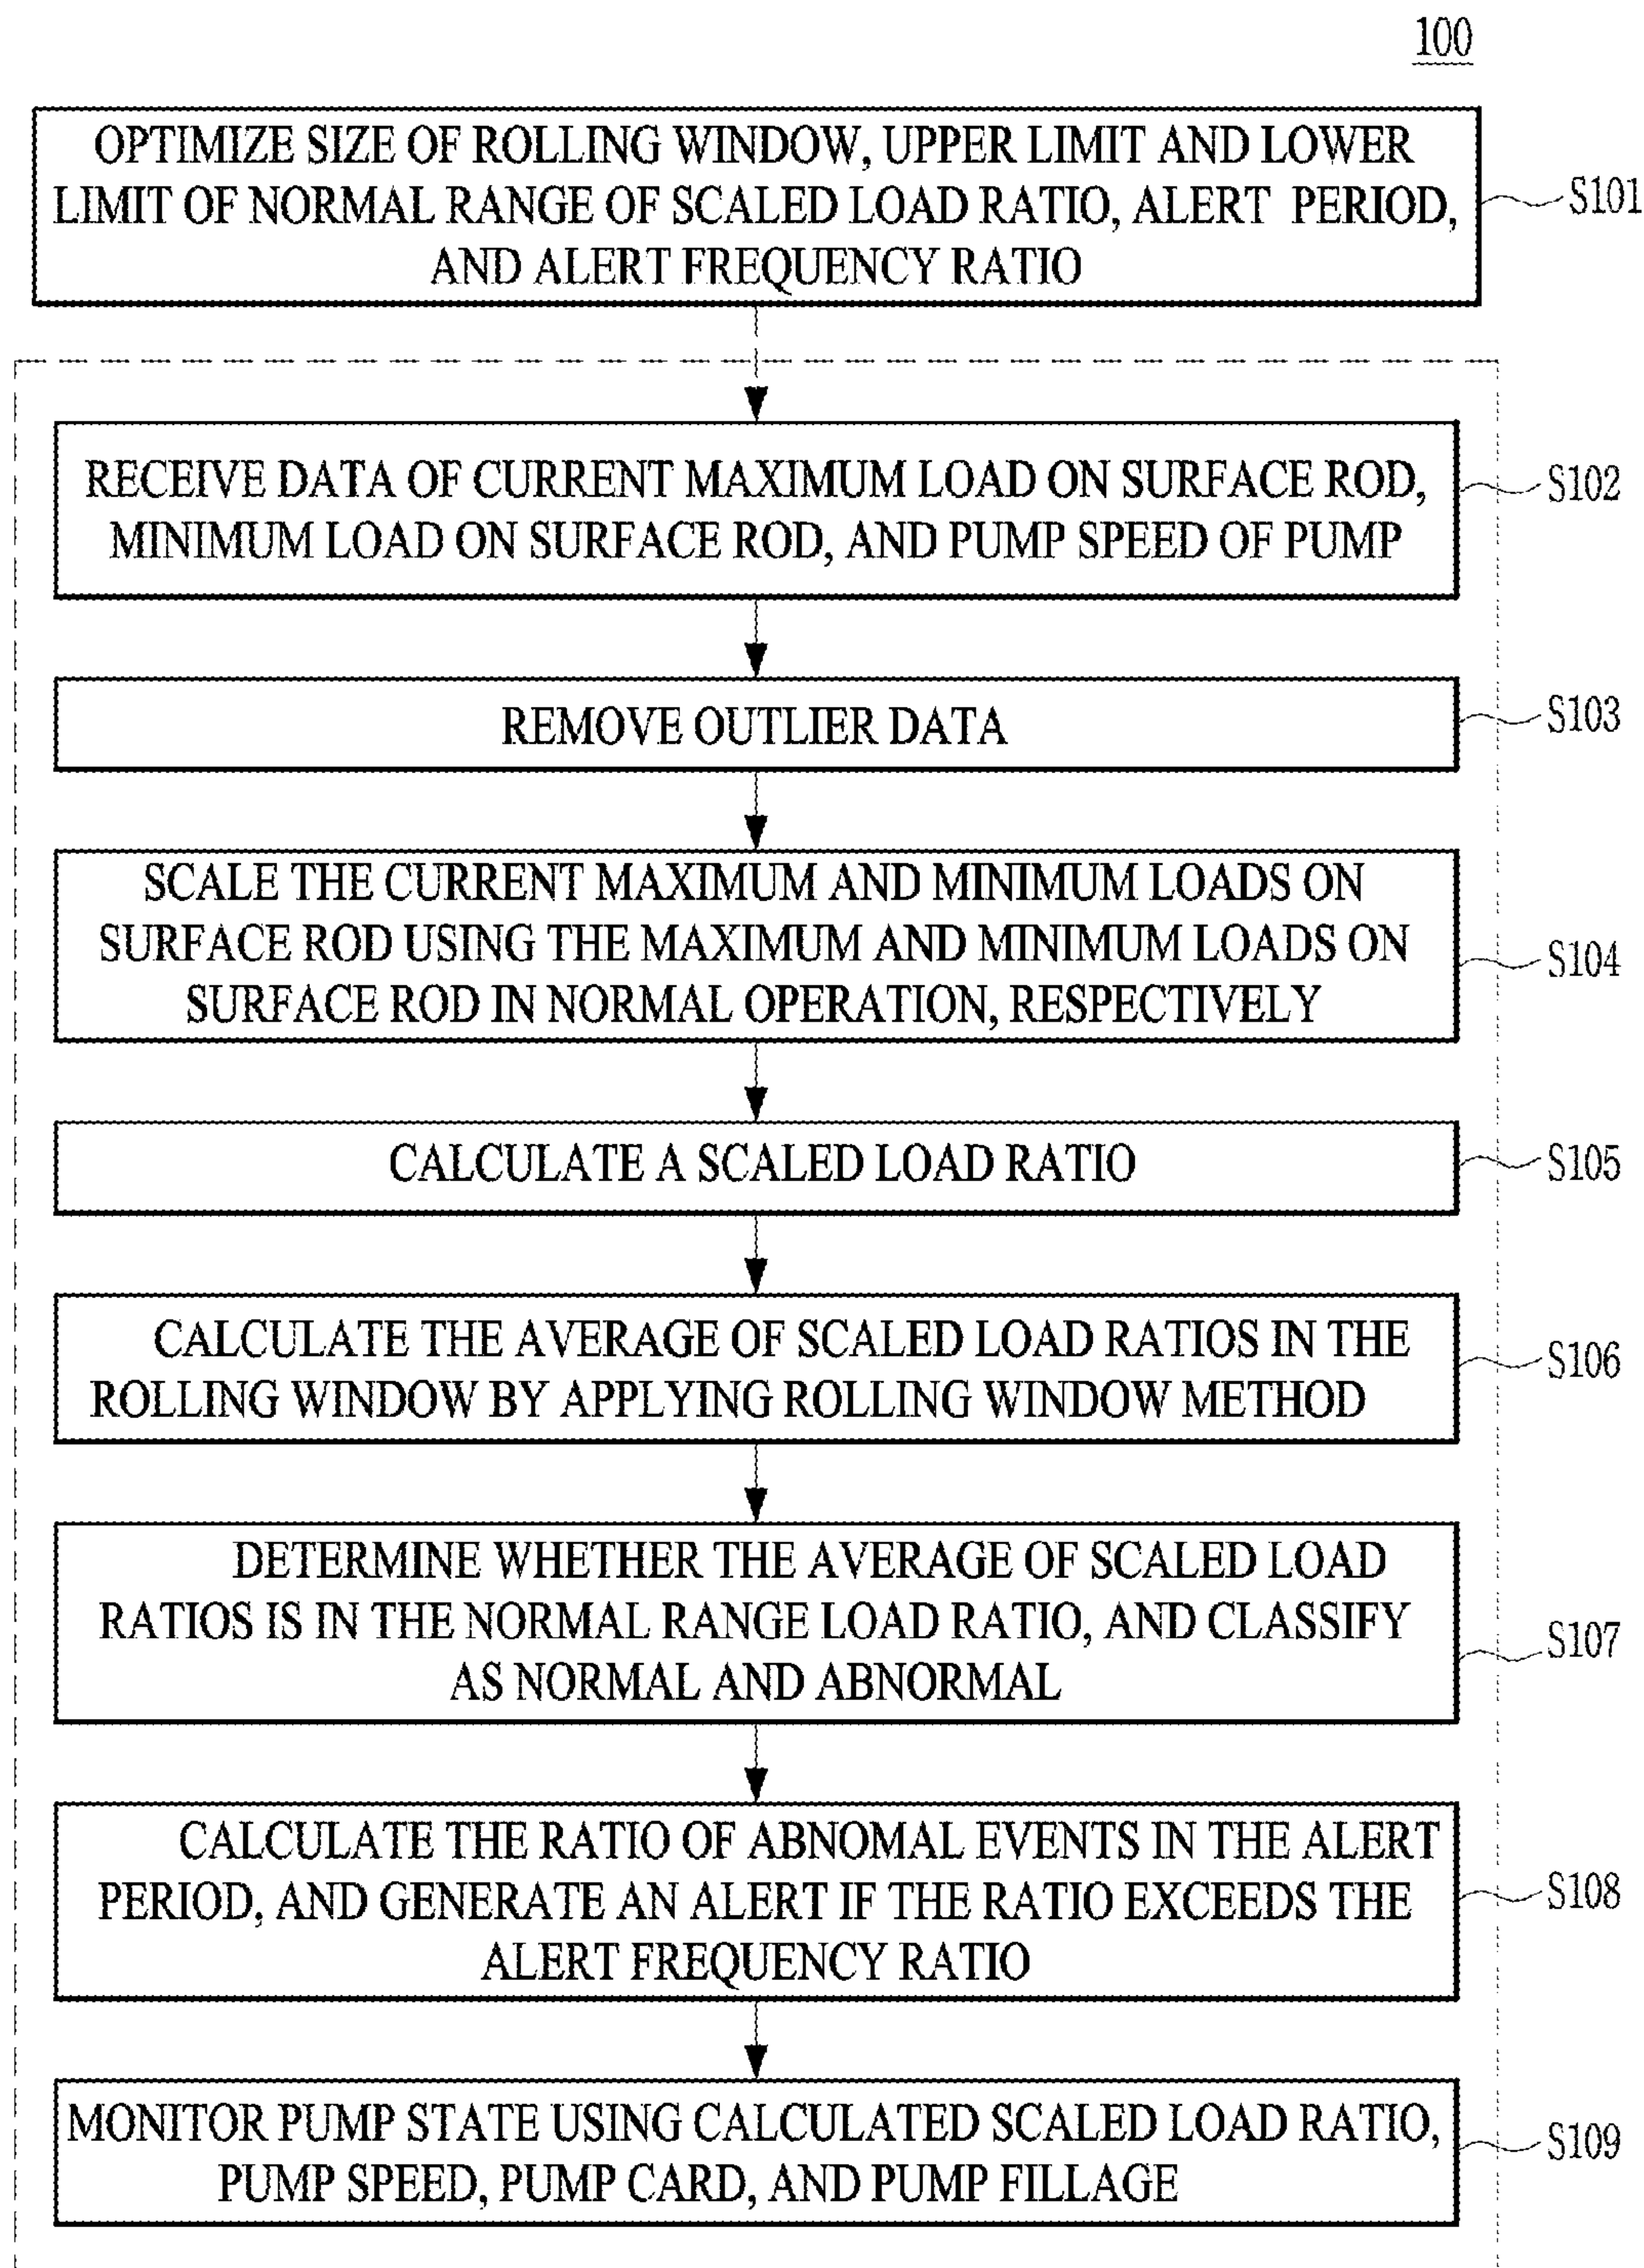 100
OPTIMIZE SIZE OF ROLLING WINDOW, UPPER LIMIT AND LOWER
LIMIT OF NORMAL RANGE OF SCALED LOAD RATIO, ALERT PERIOD,
AND ALERT FREQUENCY RATIO
S101
RECEIVE DATA OF CURRENT MAXIMUM LOAD ON SURFACE ROD,
MINIMUM LOAD ON SURFACE ROD, AND PUMP SPEED OF PUMP
S102
REMOVE OUTLIER DATA
S103
SCALE THE CURRENT MAXIMUM AND MINIMUM LOADS ON
SURFACE ROD USING THE MAXIMUM AND MINIMUM LOADS ON
SURFACE ROD IN NORMAL OPERATION, RESPECTIVELY
S104
CALCULATE A SCALED LOAD RATIO
S105
CALCULATE THE AVERAGE OF SCALED LOAD RATIOS IN THE
ROLLING WINDOW BY APPLYING ROLLING WINDOW METHOD
S106
DETERMINE WHETHER THE AVERAGE OF SCALED LOAD
RATIOS IS IN THE NORMAL RANGE LOAD RATIO, AND CLASSIFY
AS NORMAL AND ABNORMAL
S107
CALCULATE THE RATIO OF ABNOMAL EVENTS IN THE ALERT
PERIOD, AND GENERATE AN ALERT IF THE RATIO EXCEEDS THE
ALERT FREQUENCY RATIO
S108
MONITOR PUMP STATE USING CALCULATED SCALED LOAD RATIO,
PUMP SPEED, PUMP CARD, AND PUMP FILLAGE
S109